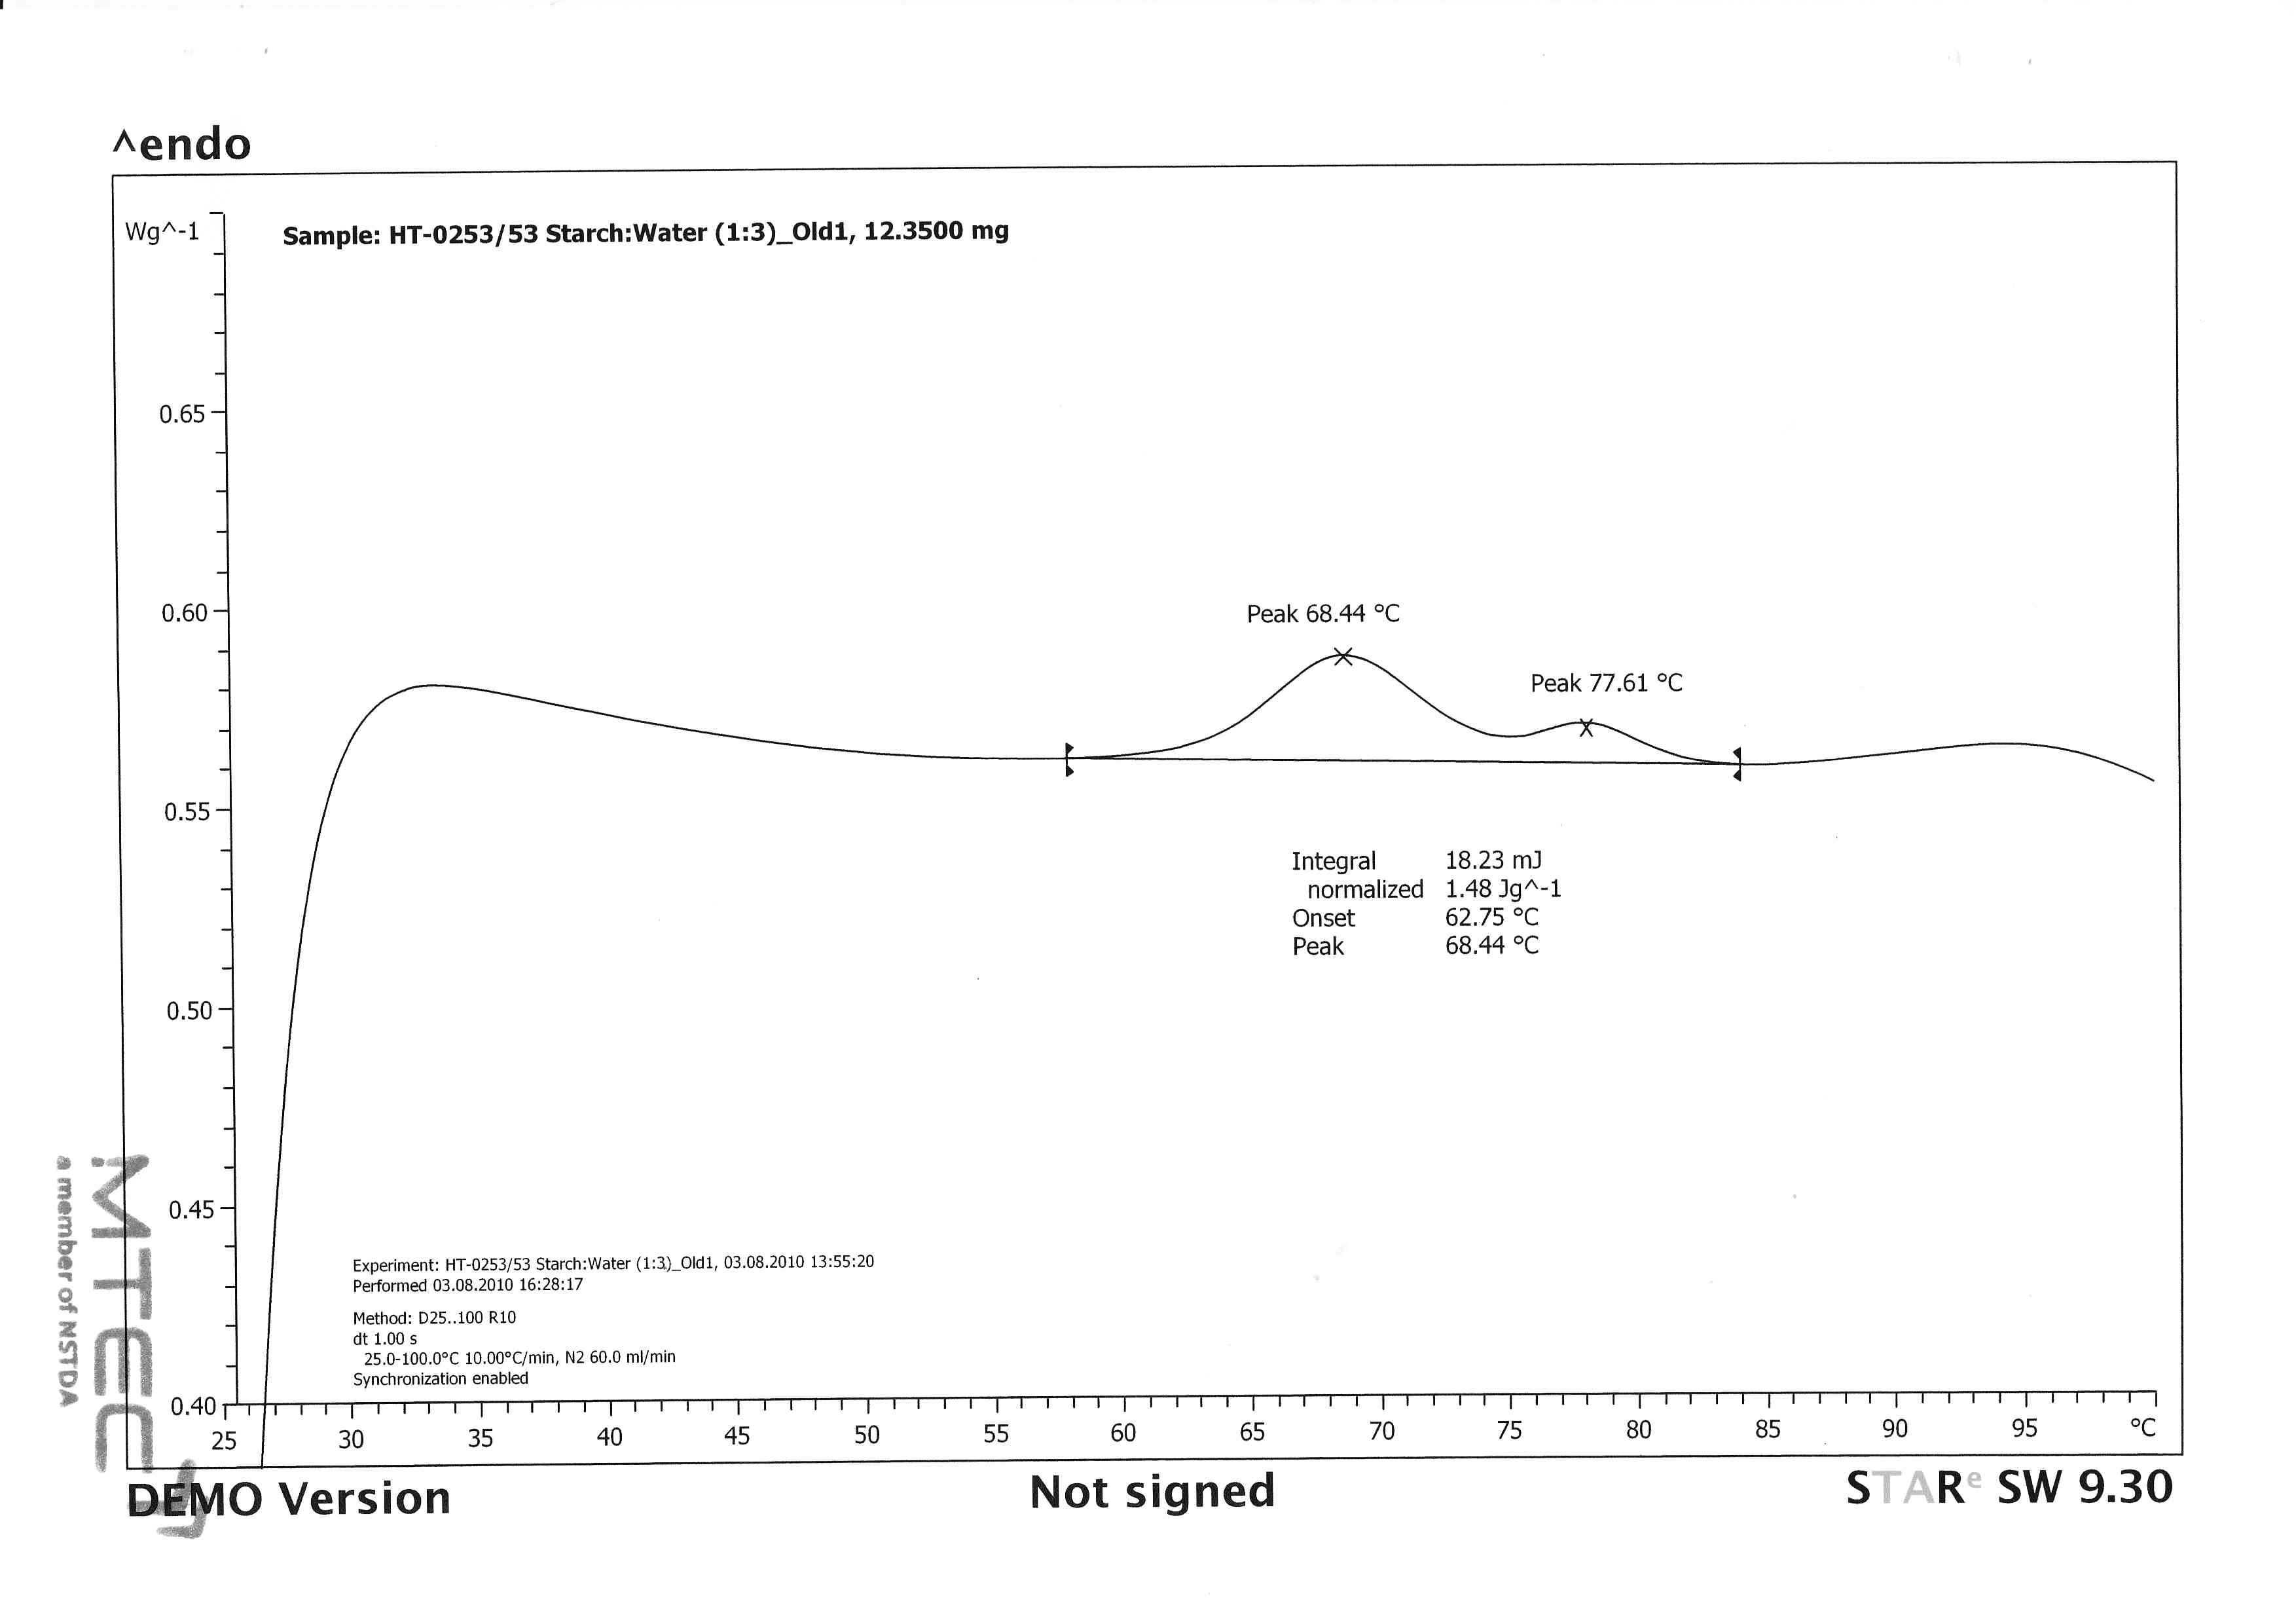 ^endo
Wg^-1
Sample: HT-0253/53 Starch:Water (1:3)_Old1, 12.3500 mg
0.65
0.60
Peak 68.44 °C
Peak 77.61 °C
0.55
Integral 18.23 mJ
normalized 1.48 Jg^-1
Onset 62.75 °C
Peak 68.44 °C
0.50
0.45
Experiment: HT-0253/53 Starch:Water (1:3)_Old1, 03.08.2010 13:55:20
Performed 03.08.2010 16:28:17
Method: D25..100 R10
dt 1.00 s
25.0-100.0°C 10.00°C/min, N2 60.0 ml/min
Synchronization enabled
0.40
25 30 35 40 45 50 55 60 65 70 75 80 85 90 95 °C
MTEC
a member of NSTDA
DEMO Version
Not signed
STARe SW 9.30